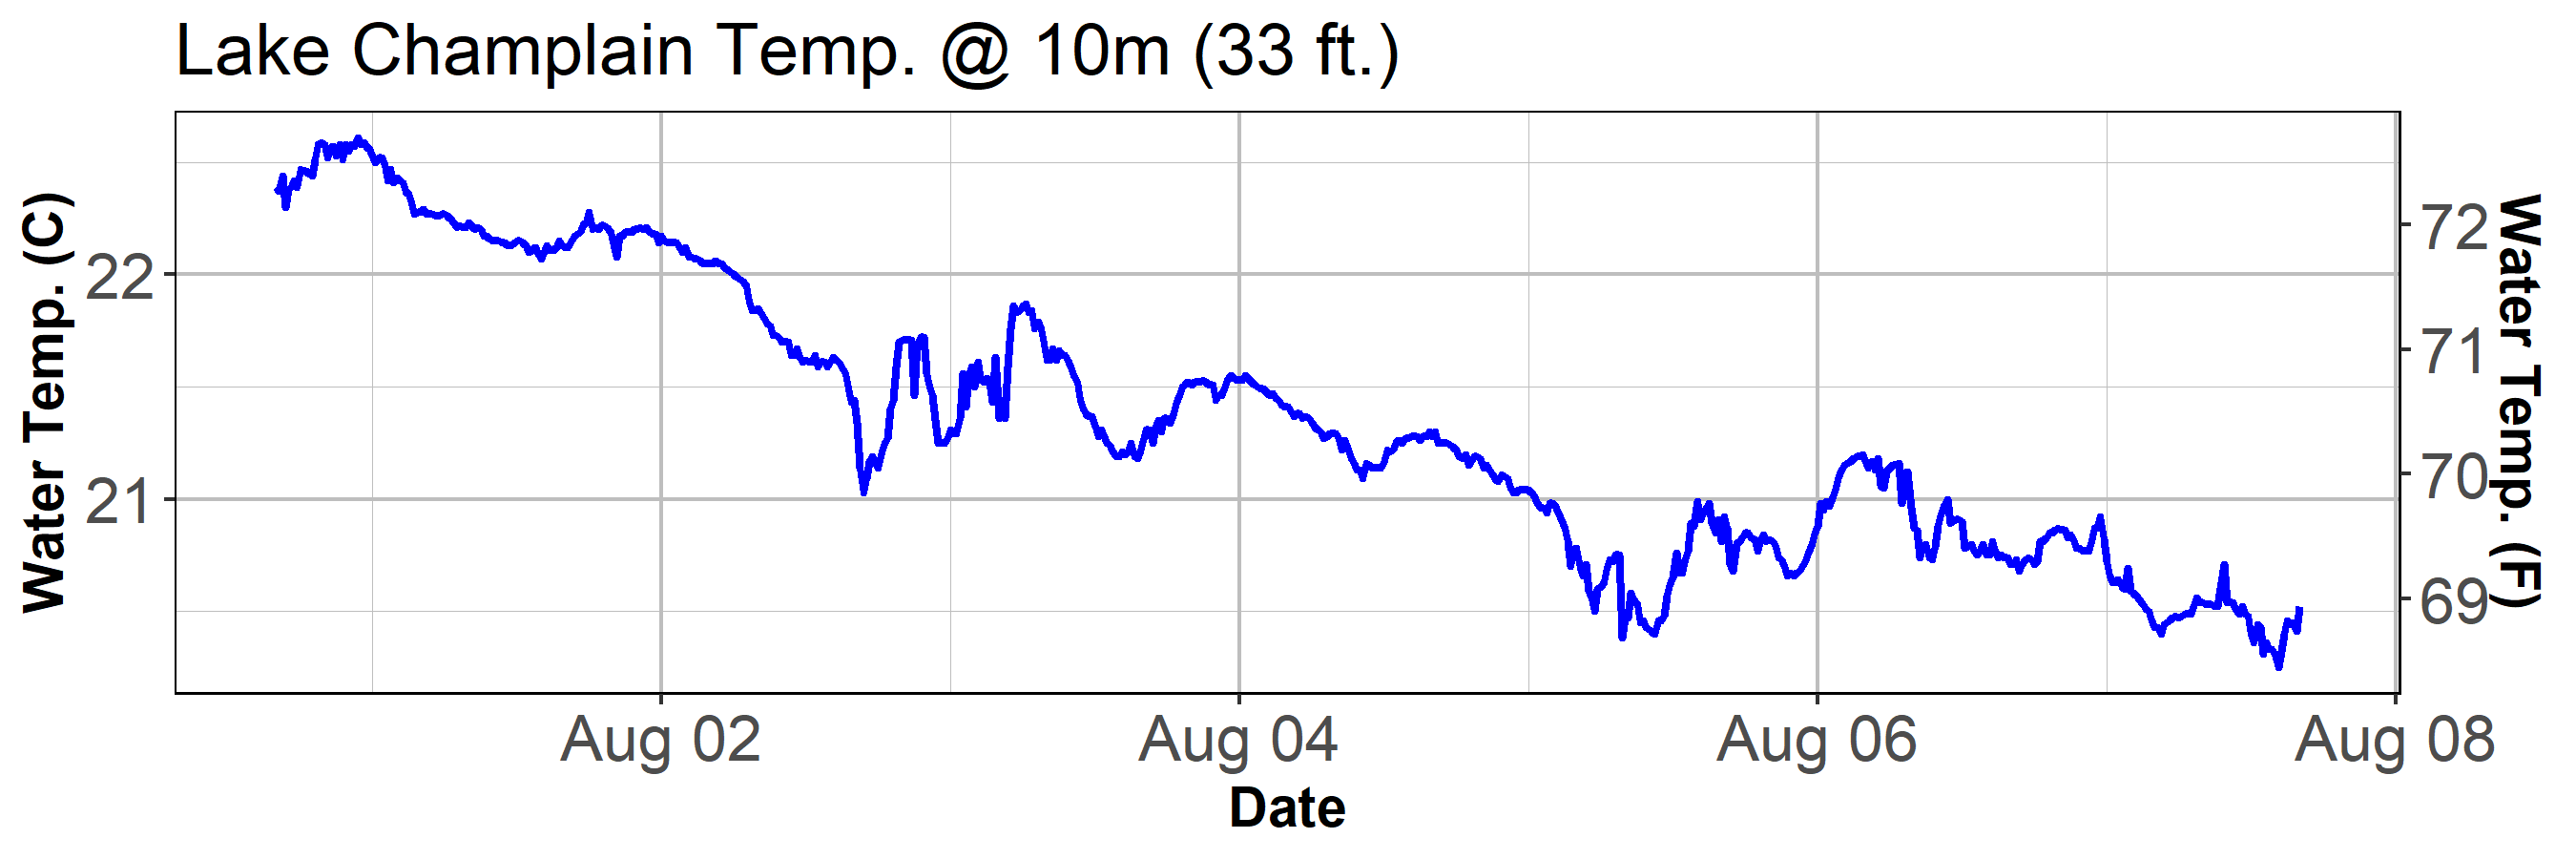 Lake Champlain Temp. @ 10m (33 ft.)
Water Temp. (C)
22
21
72
71
70
69
Water Temp. (F)
Aug 02
Aug 04
Aug 06
Aug 08
Date